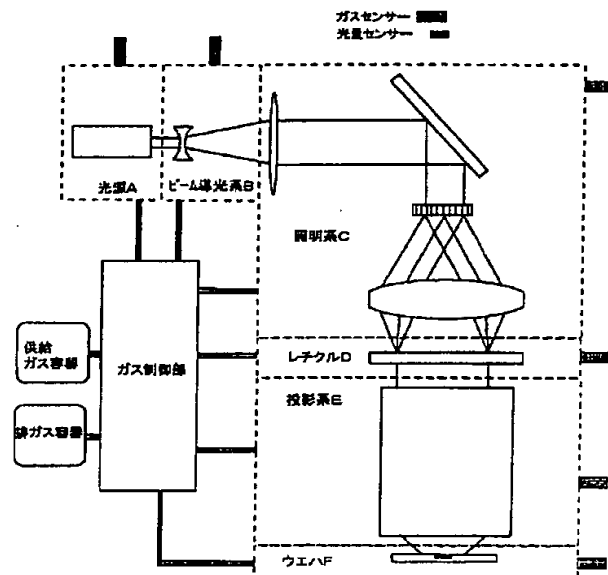 ガスセンサー
光量センサー
光源A
ビーム導光系B
照明系C
供給
ガス容器
ガス制御部
レチクルD
投影系E
排ガス容器
ウエハF